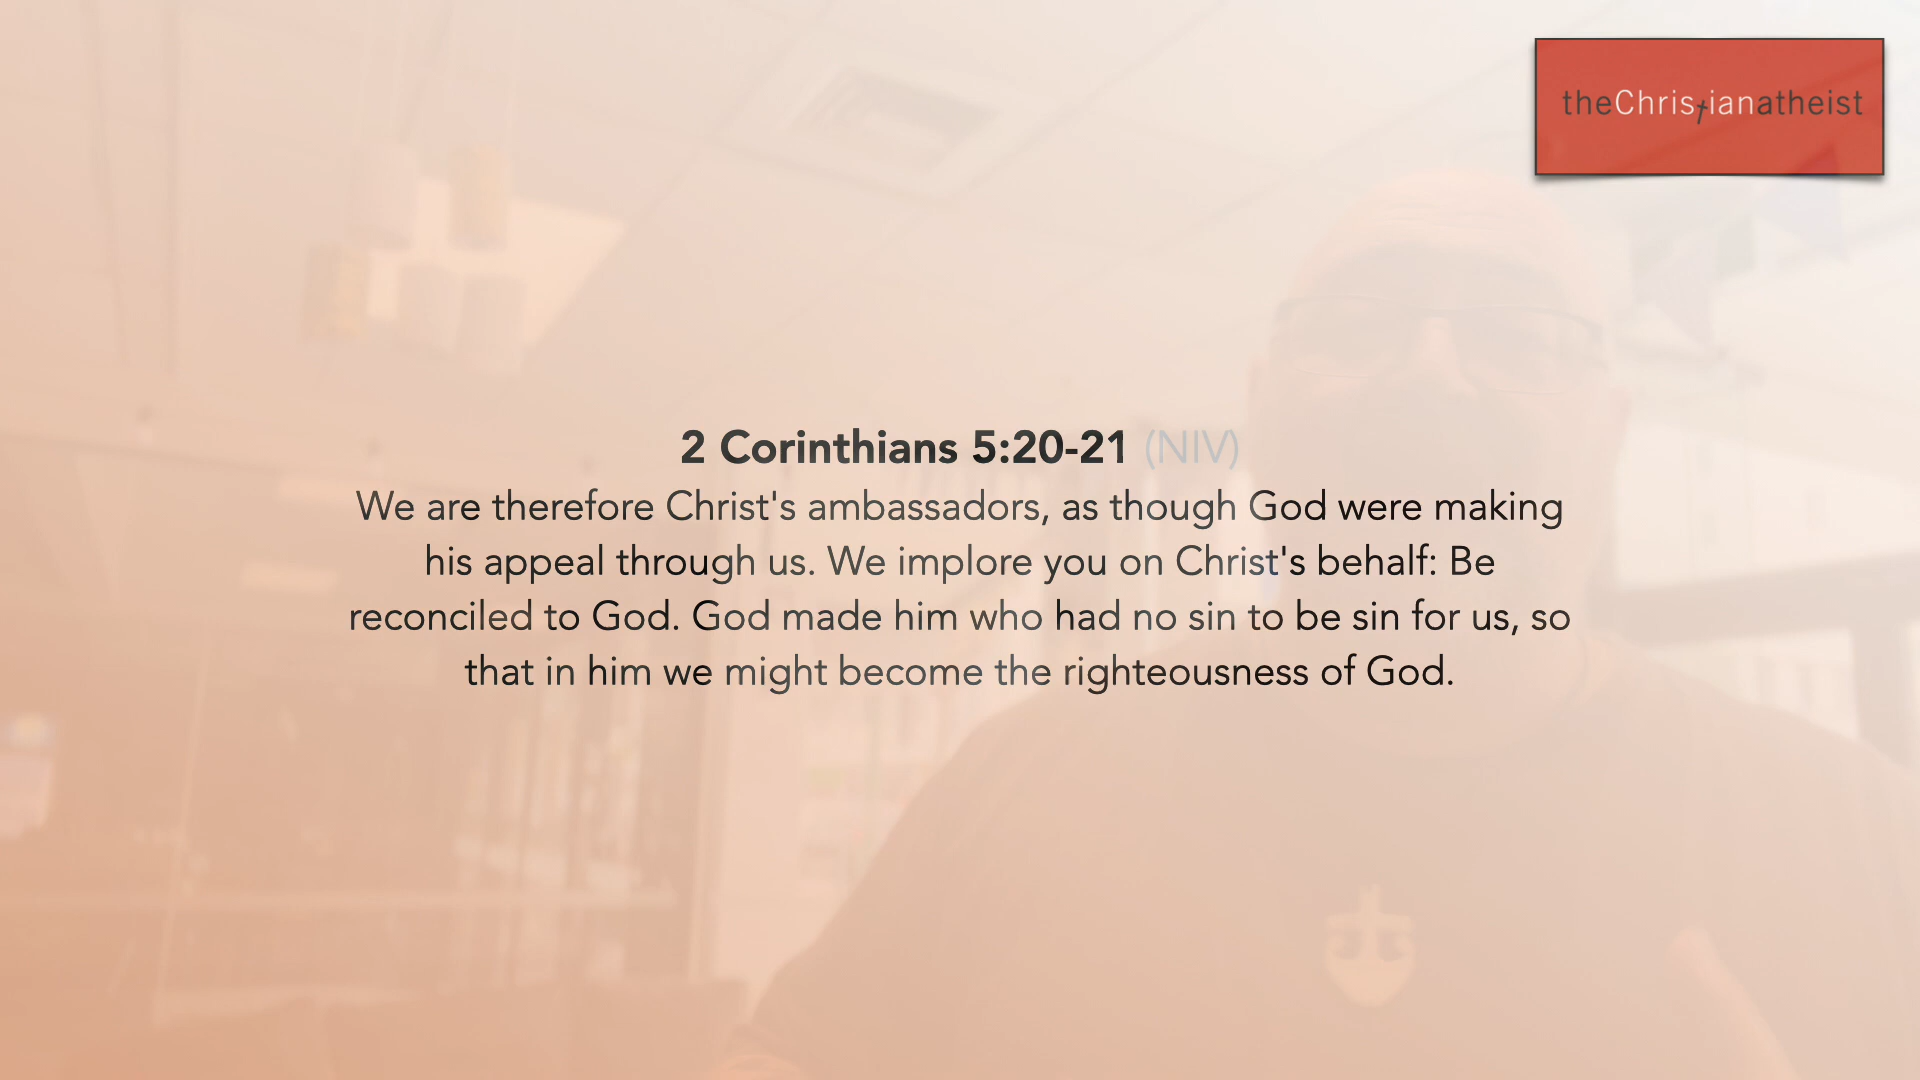 theChristianatheist
2 Corinthians 5:20-21 (NIV)
We are therefore Christ's ambassadors, as though God were making
his appeal through us. We implore you on Christ's behalf: Be
reconciled to God. God made him who had no sin to be sin for us, so
that in him we might become the righteousness of God.